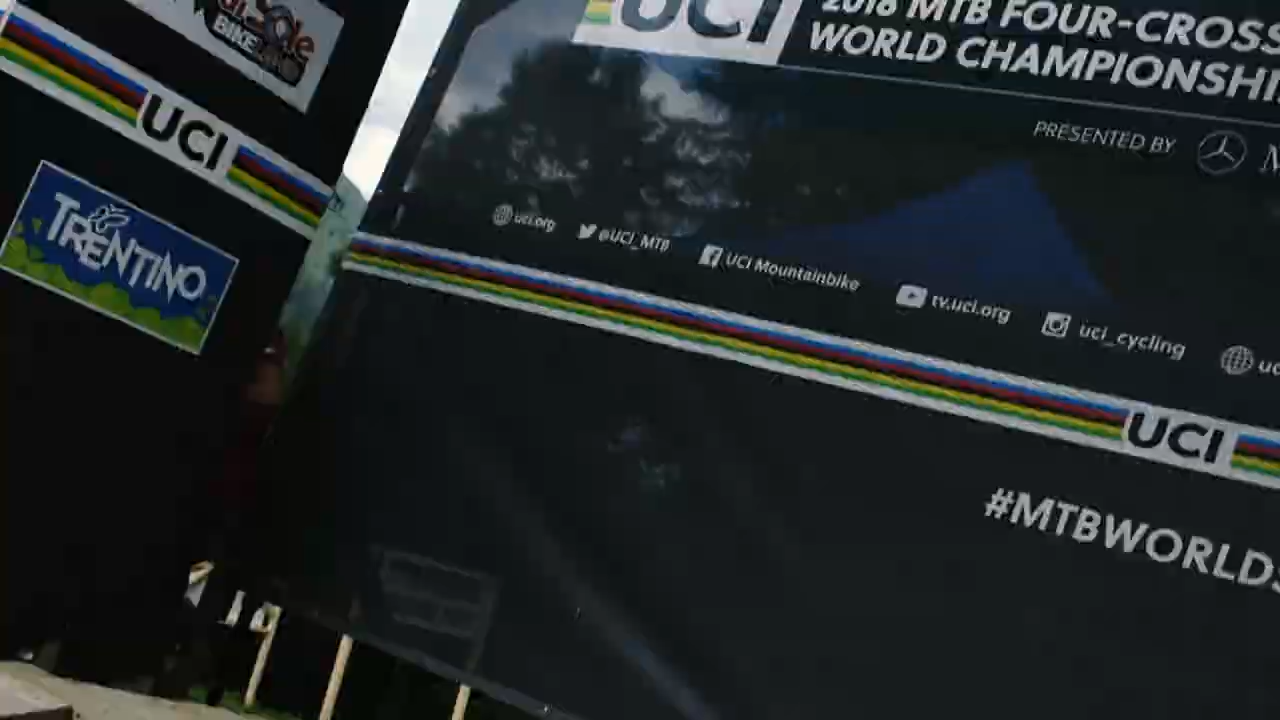 BIKE
UCI
TRENTINO
UCI
2018 MTB FOUR-CROSS
WORLD CHAMPIONSHI
PRESENTED BY
uci.org
@UCI_MTB
UCI Mountainbike
tv.uci.org
uci_cycling
UCI
#MTBWORLDS